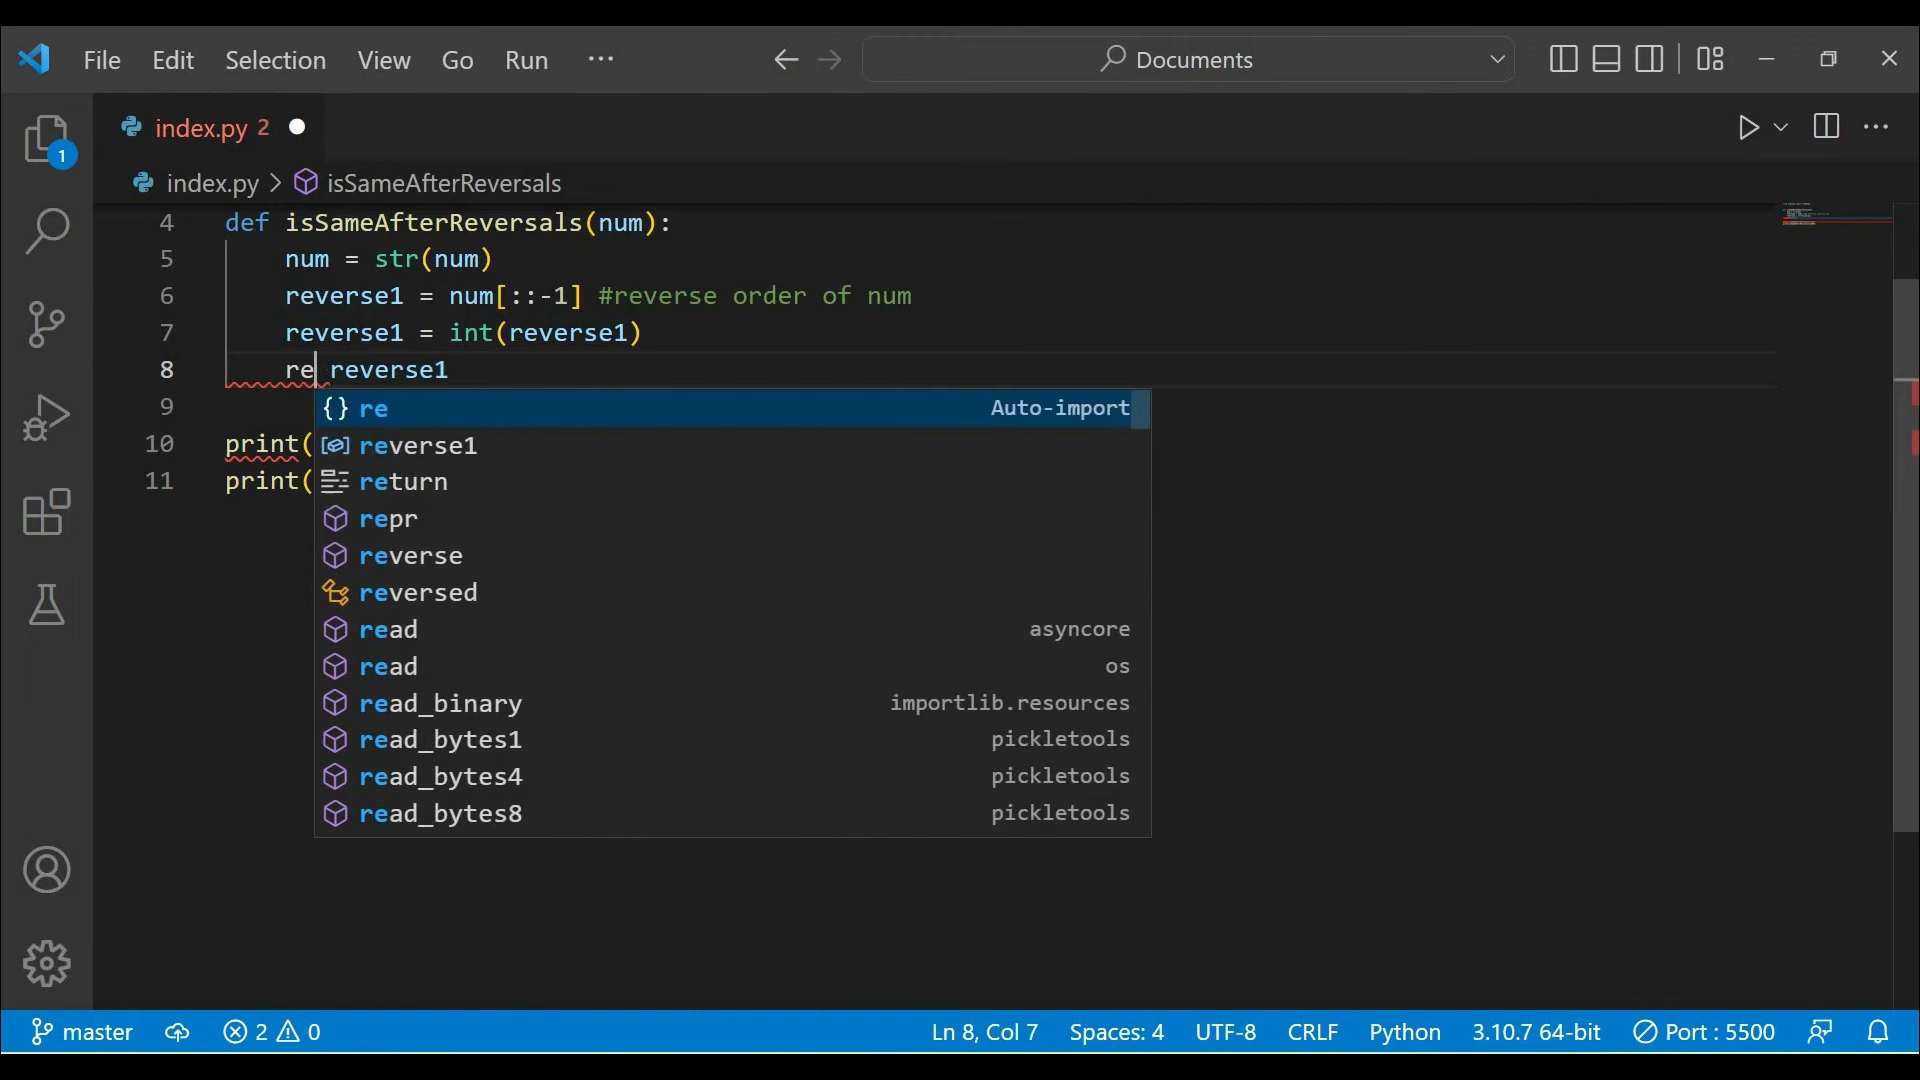 File Edit Selection View Go Run ··· Documents
index.py 2
index.py > isSameAfterReversals
4 def isSameAfterReversals(num):
5 num = str(num)
6 reverse1 = num[::-1] #reverse order of num
7 reverse1 = int(reverse1)
8 re reverse1
9
10 print(
11 print(
{} re Auto-import
reverse1
return
repr
reverse
reversed
read asyncore
read os
read_binary importlib.resources
read_bytes1 pickletools
read_bytes4 pickletools
read_bytes8 pickletools
1
master 2 0 Ln 8, Col 7 Spaces: 4 UTF-8 CRLF Python 3.10.7 64-bit Port : 5500